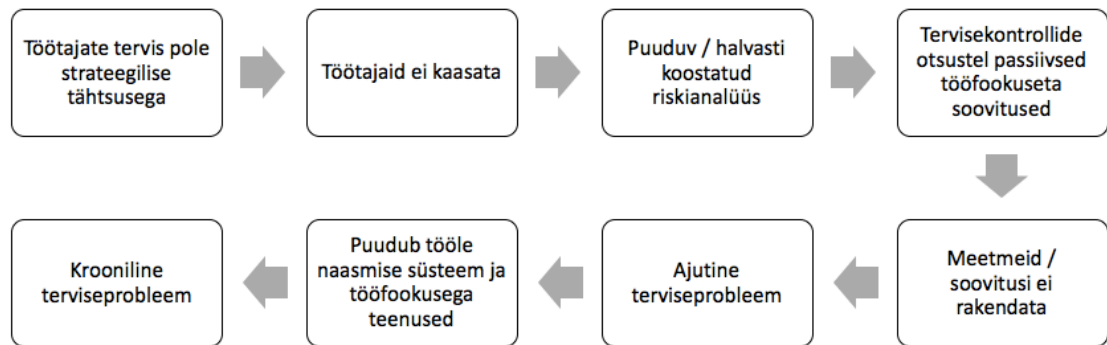 Töötajate tervis pole
strateegilise
tähtsusega
Töötajaid ei kaasata
Puuduv / halvasti
koostatud
riskianalüüs
Tervisekontrollide
otsustel passiivsed
tööfookuseta
soovitused
Meetmeid /
soovitusi ei
rakendata
Ajutine
terviseprobleem
Puudub tööle
naasmise süsteem ja
tööfookusega
teenused
Krooniline
terviseprobleem